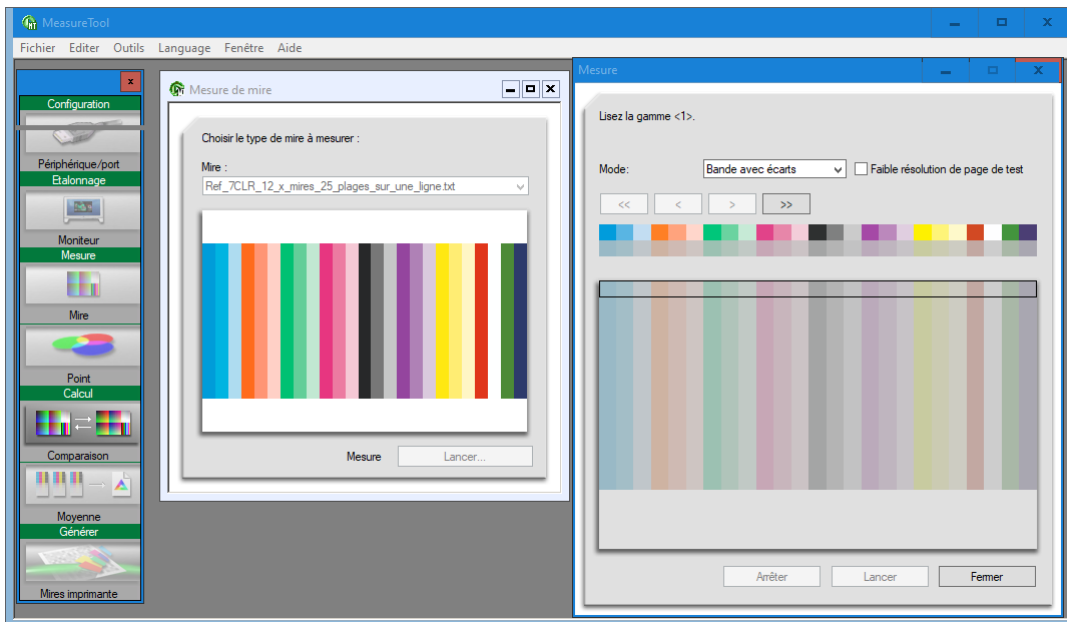 MeasureTool
Fichier Editer Outils Language Fenêtre Aide
Configuration
Périphérique/port
Etalonnage
Moniteur
Mesure
Mire
Point
Calcul
Comparaison
Moyenne
Générer
Mires imprimante
Mesure de mire
Choisir le type de mire à mesurer :
Mire :
Ref_7CLR_12_x_mires_25_plages_sur_une_ligne.txt
Mesure Lancer...
Mesure
Lisez la gamme <1>.
Mode: Bande avec écarts Faible résolution de page de test
<< < > >>
Arrêter Lancer Fermer